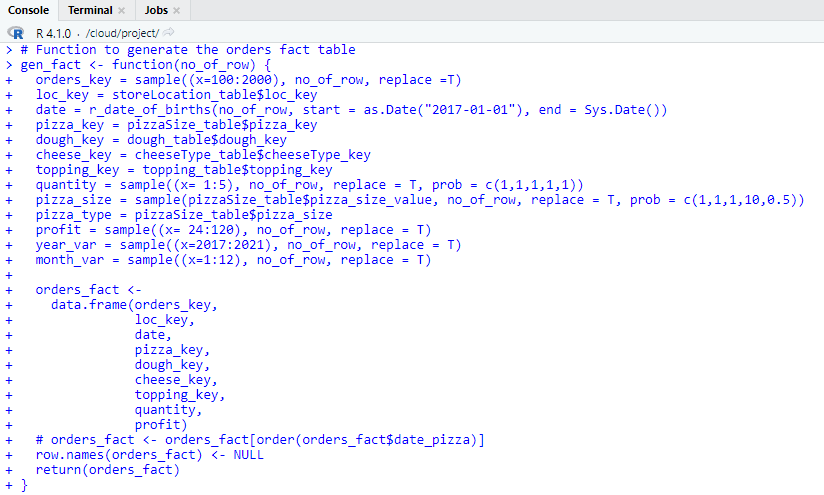 Console Terminal × Jobs ×
R R 4.1.0 · /cloud/project/
> # Function to generate the orders fact table
> gen_fact <- function(no_of_row) {
+   orders_key = sample((x=100:2000), no_of_row, replace =T)
+   loc_key = storeLocation_table$loc_key
+   date = r_date_of_births(no_of_row, start = as.Date("2017-01-01"), end = Sys.Date())
+   pizza_key = pizzaSize_table$pizza_key
+   dough_key = dough_table$dough_key
+   cheese_key = cheeseType_table$cheeseType_key
+   topping_key = topping_table$topping_key
+   quantity = sample((x= 1:5), no_of_row, replace = T, prob = c(1,1,1,1,1))
+   pizza_size = sample(pizzaSize_table$pizza_size_value, no_of_row, replace = T, prob = c(1,1,1,10,0.5))
+   pizza_type = pizzaSize_table$pizza_size
+   profit = sample((x= 24:120), no_of_row, replace = T)
+   year_var = sample((x=2017:2021), no_of_row, replace = T)
+   month_var = sample((x=1:12), no_of_row, replace = T)
+
+   orders_fact <-
+     data.frame(orders_key,
+                loc_key,
+                date,
+                pizza_key,
+                dough_key,
+                cheese_key,
+                topping_key,
+                quantity,
+                profit)
+   # orders_fact <- orders_fact[order(orders_fact$date_pizza)]
+   row.names(orders_fact) <- NULL
+   return(orders_fact)
+ }